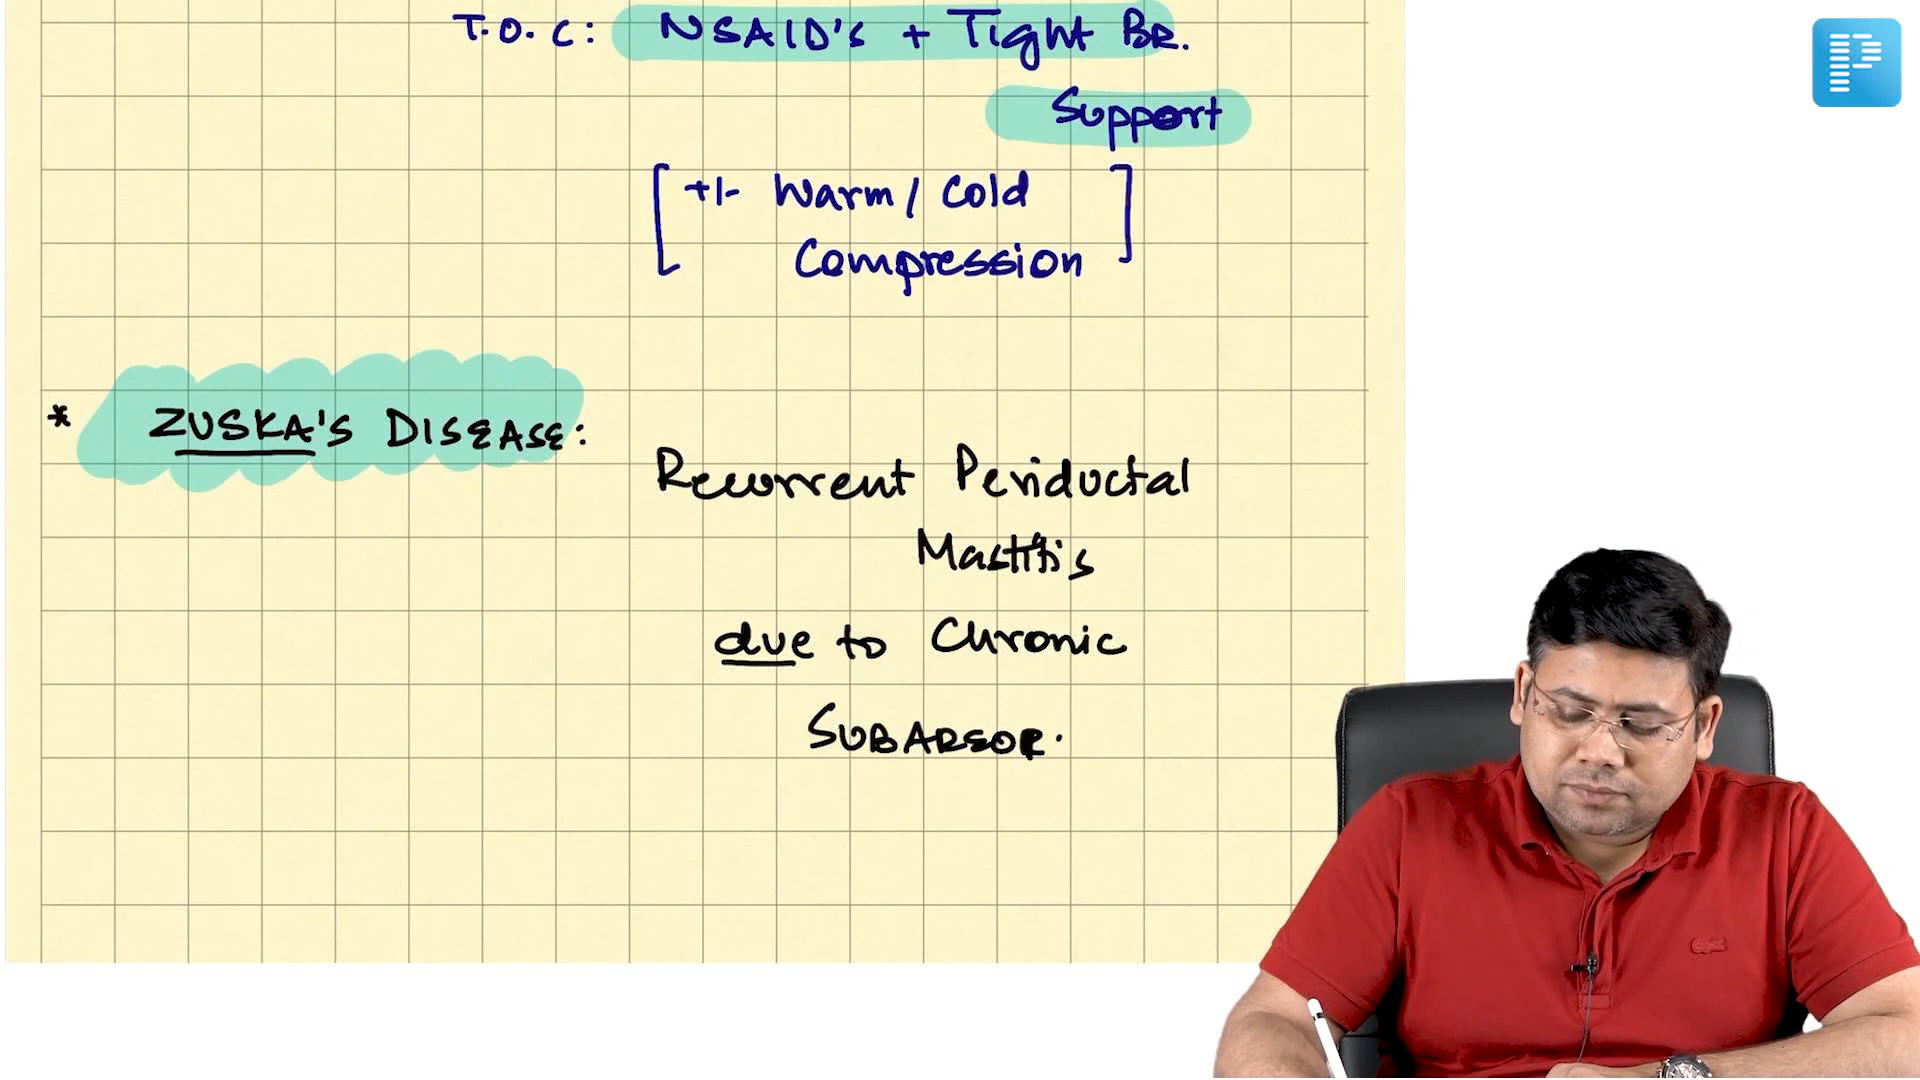 T.O.C: NSAID's + Tight BR.
Support
[+/- Warm/ Cold
Compression]
* ZUSKA'S DISEASE:
Recurrent Periductal
Mastitis
due to Chronic
SUBAREOR.